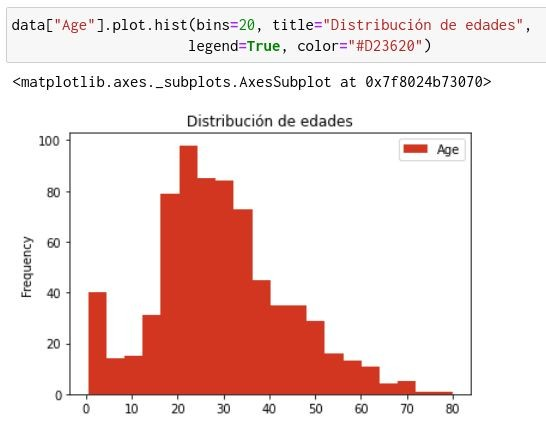 data["Age"].plot.hist(bins=20, title="Distribución de edades",
legend=True, color="#D23620")
<matplotlib.axes._subplots.AxesSubplot at 0x7f8024b73070>
Distribución de edades
Age
Frequency
100
80
60
40
20
0
0 10 20 30 40 50 60 70 80